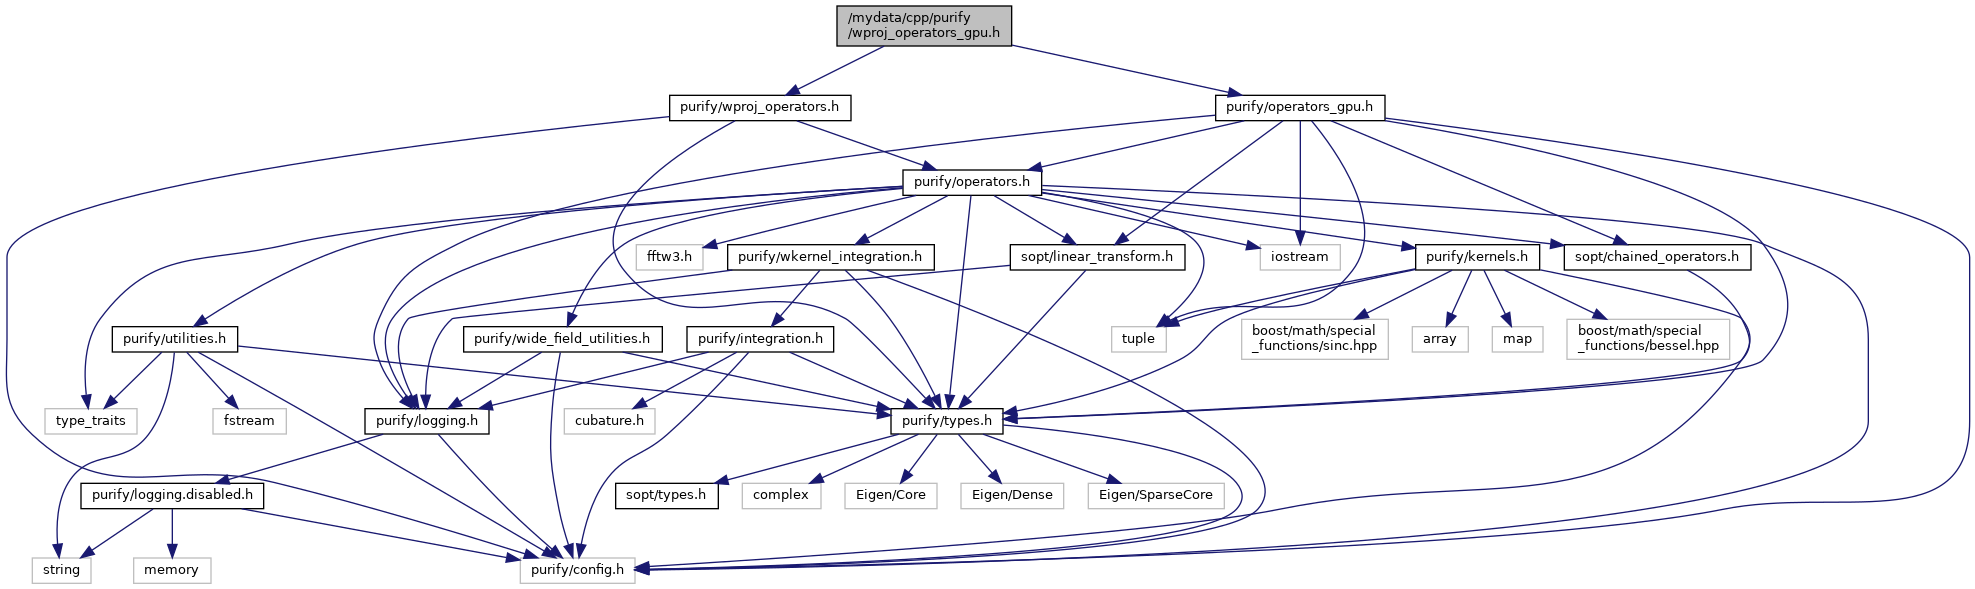 /mydata/cpp/purify
/wproj_operators_gpu.h
purify/wproj_operators.h
purify/operators_gpu.h
purify/operators.h
fftw3.h
purify/wkernel_integration.h
sopt/linear_transform.h
iostream
purify/kernels.h
sopt/chained_operators.h
purify/utilities.h
purify/wide_field_utilities.h
purify/integration.h
tuple
boost/math/special
_functions/sinc.hpp
array
map
boost/math/special
_functions/bessel.hpp
type_traits
fstream
purify/logging.h
cubature.h
purify/types.h
purify/logging.disabled.h
sopt/types.h
complex
Eigen/Core
Eigen/Dense
Eigen/SparseCore
string
memory
purify/config.h